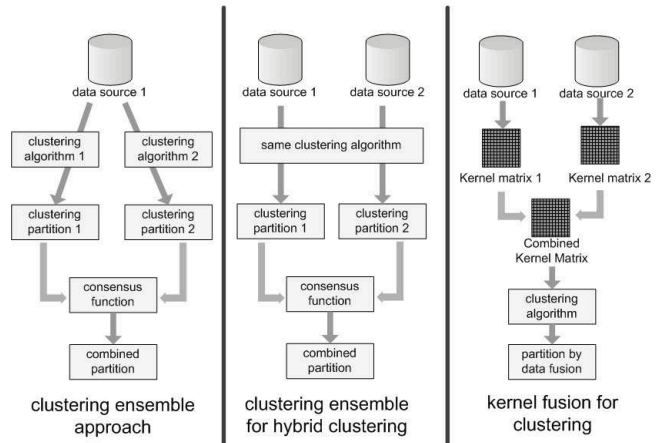 data source 1
clustering
algorithm 1
clustering
algorithm 2
clustering
partition 1
clustering
partition 2
consensus
function
combined
partition
clustering ensemble
approach
data source 1
data source 2
same clustering algorithm
clustering
partition 1
clustering
partition 2
consensus
function
combined
partition
clustering ensemble
for hybrid clustering
data source 1
data source 2
Kernel matrix 1
Kernel matrix 2
Combined
Kernel Matrix
clustering
algorithm
partition by
data fusion
kernel fusion for
clustering